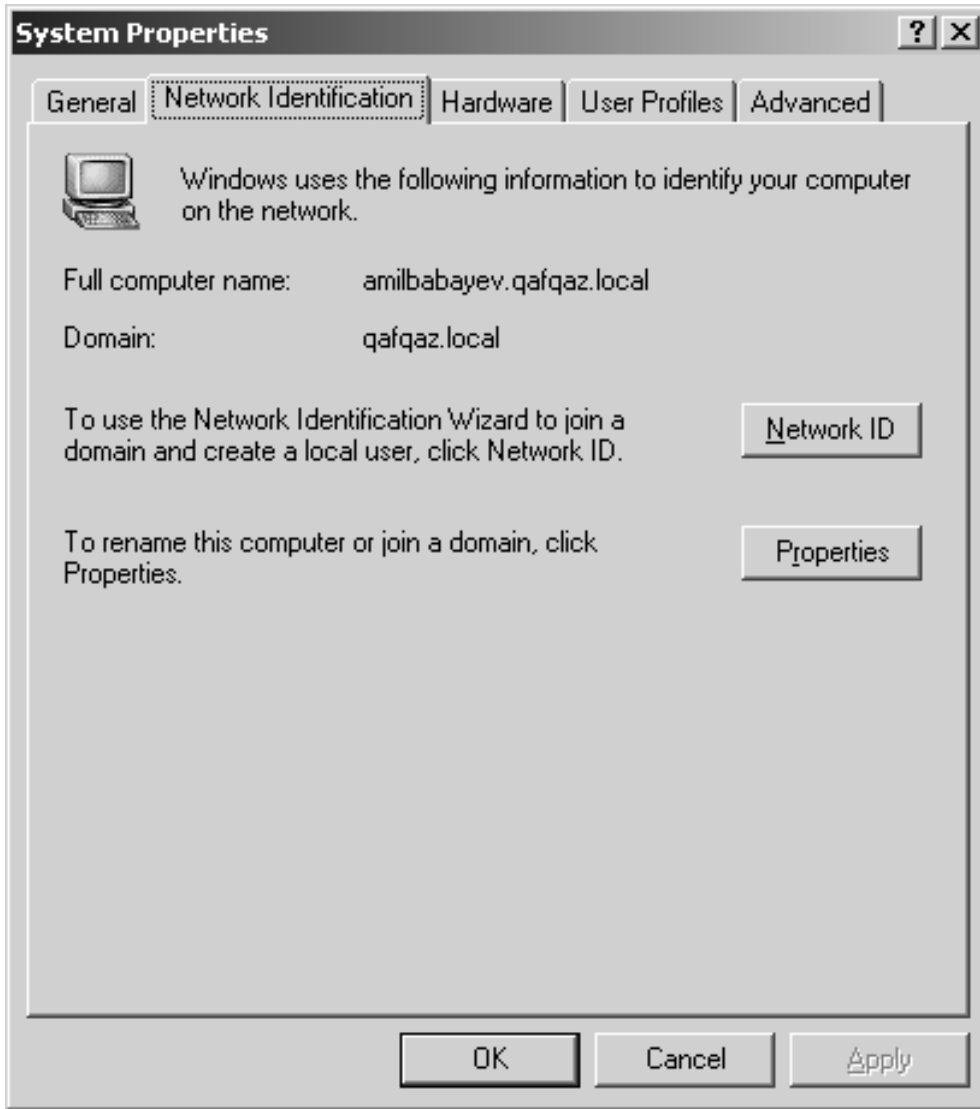 System Properties
General Network Identification Hardware User Profiles Advanced
Windows uses the following information to identify your computer
on the network.
Full computer name: amilbabayev.qafqaz.local
Domain: qafqaz.local
To use the Network Identification Wizard to join a
domain and create a local user, click Network ID.
Network ID
To rename this computer or join a domain, click
Properties.
Properties
OK Cancel Apply